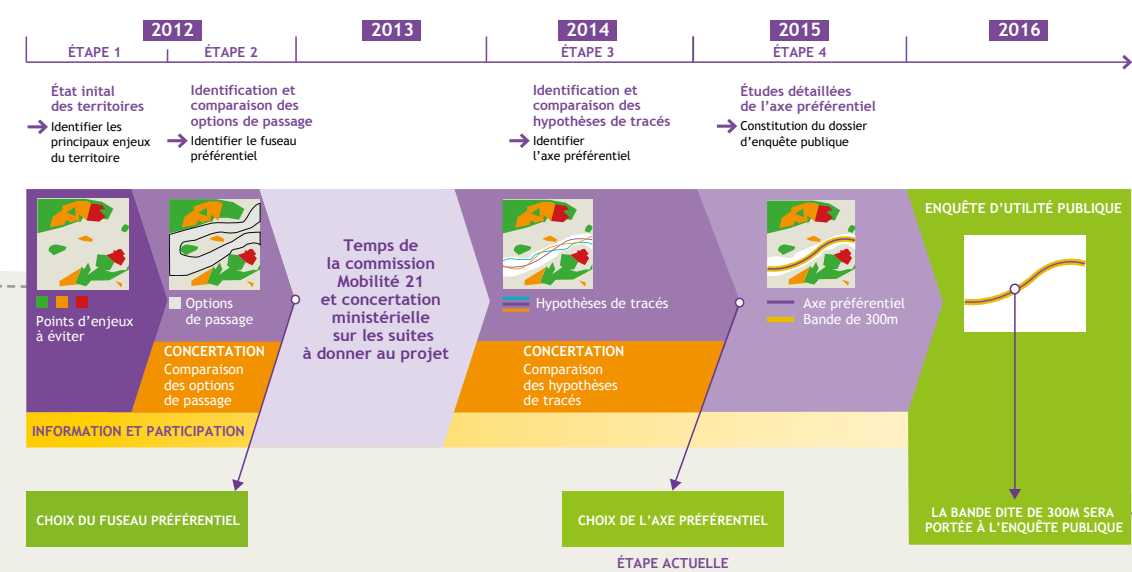 2012
2013
2014
2015
2016
ÉTAPE 1
ÉTAPE 2
ÉTAPE 3
ÉTAPE 4
État inital
des territoires
Identifier les
principaux enjeux
du territoire
Identification et
comparaison des
options de passage
Identifier le fuseau
préférentiel
Identification et
comparaison des
hypothèses de tracés
Identifier
l'axe préférentiel
Études détaillées
de l'axe préférentiel
Constitution du dossier
d'enquête publique
Points d'enjeux
à éviter
Options
de passage
CONCERTATION
Comparaison
des options
de passage
INFORMATION ET PARTICIPATION
Temps de
la commission
Mobilité 21
et concertation
ministérielle
sur les suites
à donner au projet
Hypothèses de tracés
CONCERTATION
Comparaison
des hypothèses
de tracés
Axe préférentiel
Bande de 300m
ENQUÊTE D'UTILITÉ PUBLIQUE
CHOIX DU FUSEAU PRÉFÉRENTIEL
CHOIX DE L'AXE PRÉFÉRENTIEL
LA BANDE DITE DE 300M SERA
PORTÉE À L'ENQUÊTE PUBLIQUE
ÉTAPE ACTUELLE